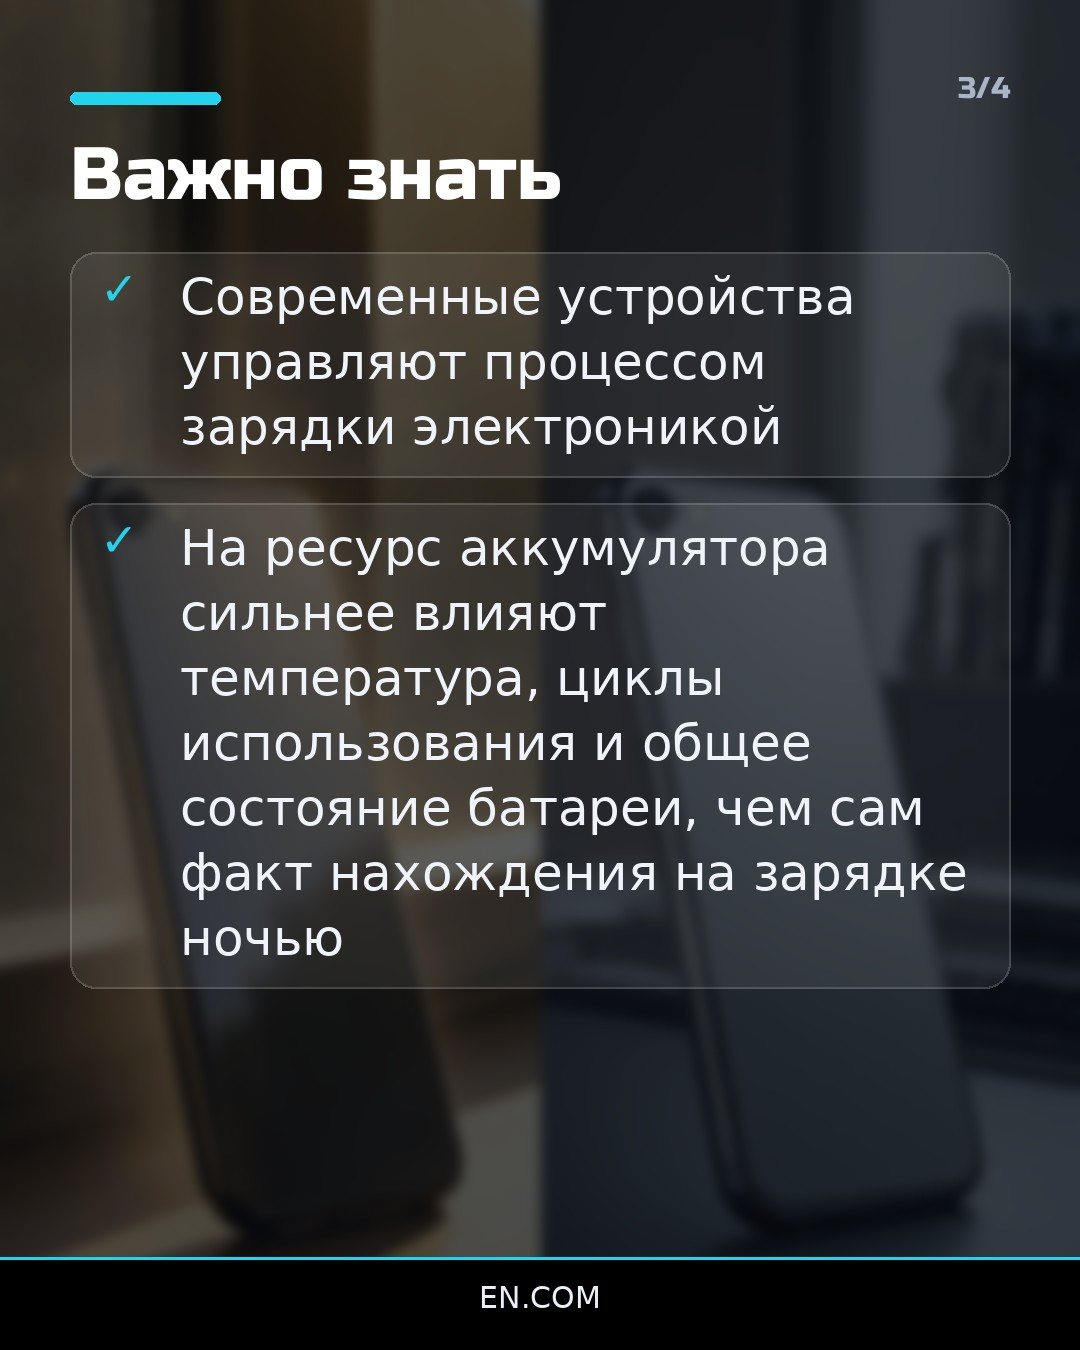 3/4
Важно знать
✓ Современные устройства
управляют процессом
зарядки электроникой
✓ На ресурс аккумулятора
сильнее влияют
температура, циклы
использования и общее
состояние батареи, чем сам
факт нахождения на зарядке
ночью
EN.COM